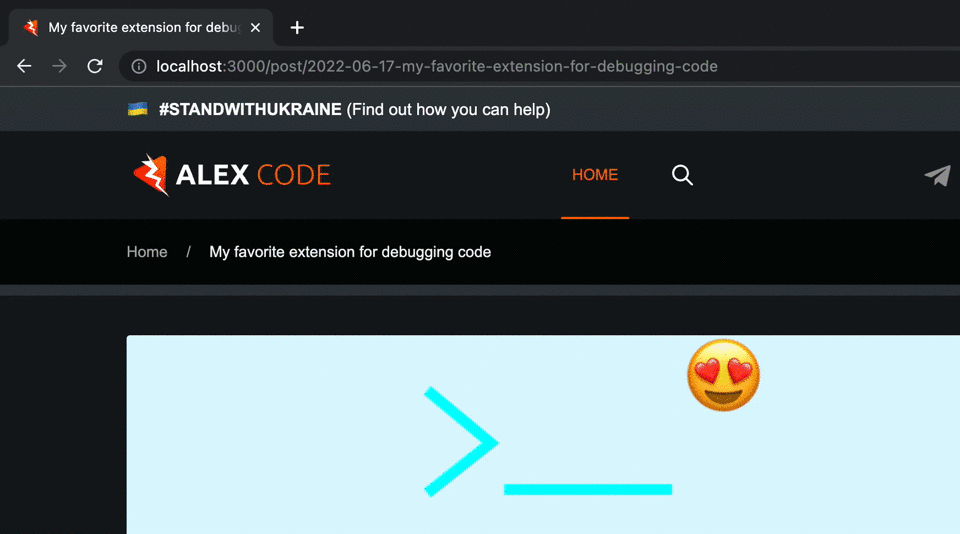 My favorite extension for debug
localhost:3000/post/2022-06-17-my-favorite-extension-for-debugging-code
#STANDWITHUKRAINE (Find out how you can help)
ALEX CODE
HOME
Home / My favorite extension for debugging code
>_